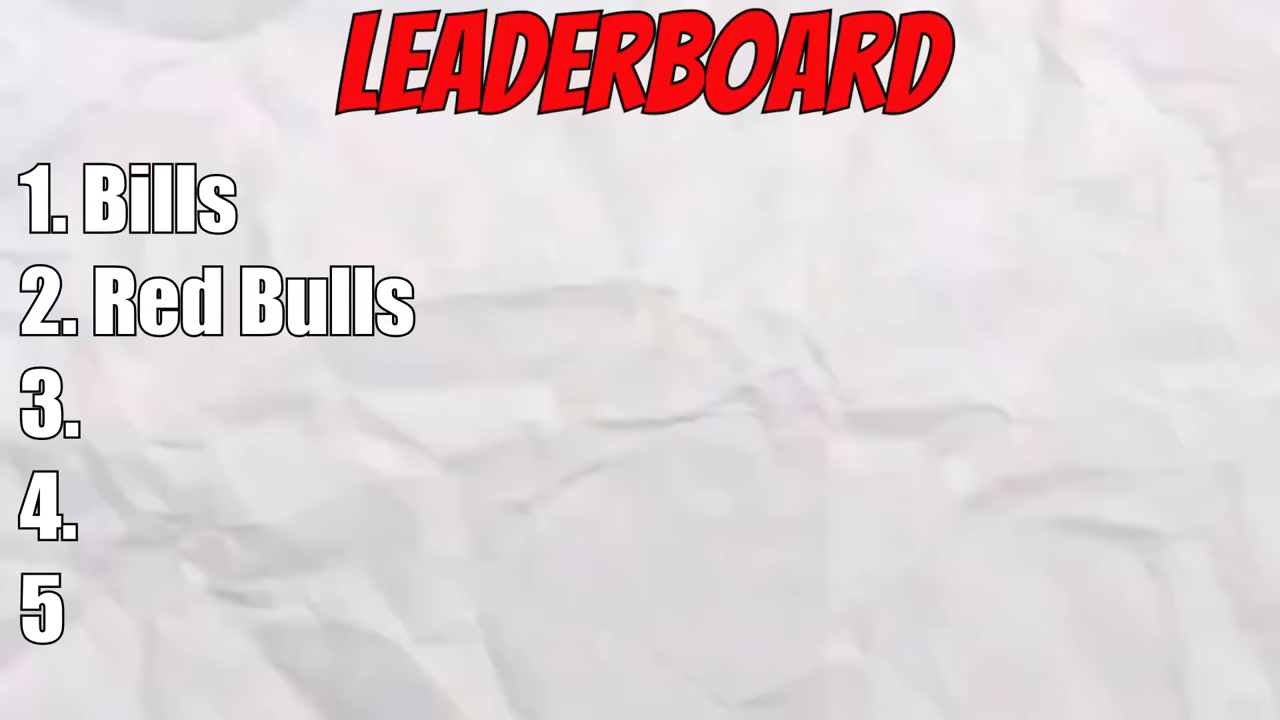 LEADERBOARD
1. Bills
2. Red Bulls
3.
4.
5